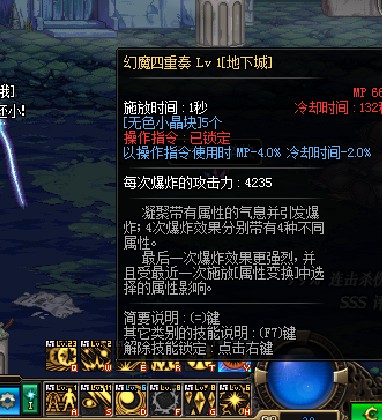 幻魔四重奏 Lv 1[地下城]
MP 66
施放时间 : 1秒
冷却时间 : 132
[无色小晶块]5个
操作指令 : 已锁定
以操作指令使用时 MP-4.0% 冷却时间-2.0%
每次爆炸的攻击力 : 4235
凝聚带有属性的气息并引发爆
炸; 4次爆炸效果分别带有4种不同
属性。
最后一次爆炸效果更强烈, 并
且受最近一次施放[属性变换]中选
择的属性影响。
简要说明 : (=)键
其它类别的技能说明 : (F7)键
解除技能锁定 : 点击右键
还小!
SSS